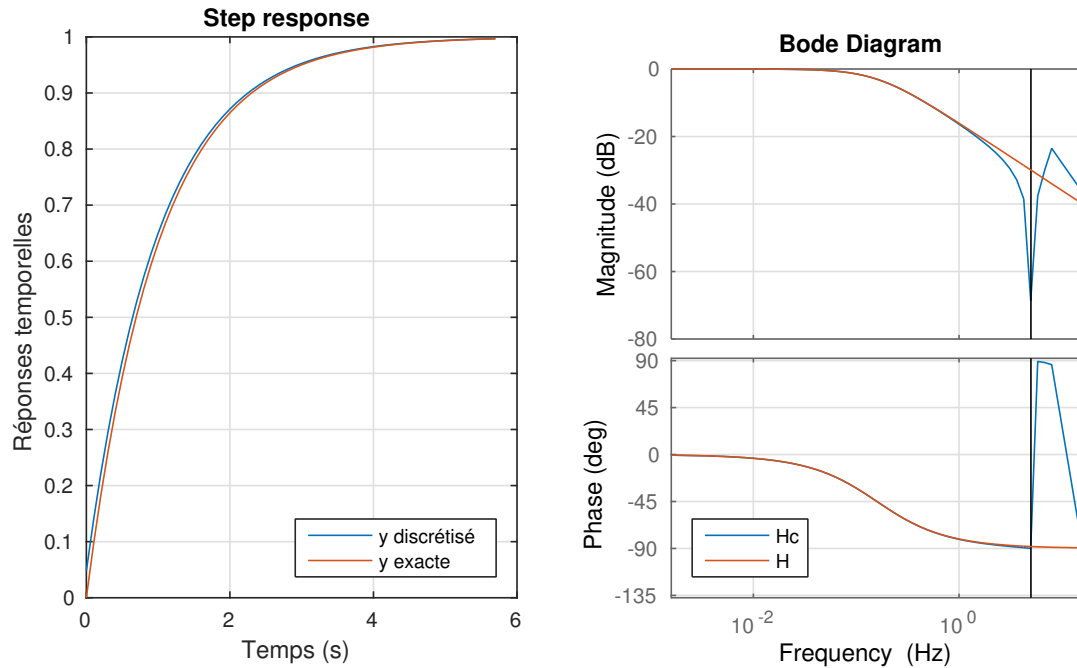 Step response
1
0.9
0.8
0.7
0.6
0.5
0.4
0.3
0.2
0.1
0
0 2 4 6
Réponses temporelles
Temps (s)
y discrétisé
y exacte
Bode Diagram
0
-20
-40
-60
-80
Magnitude (dB)
90
45
0
-45
-90
-135
Phase (deg)
Hc
H
10^-2 10^0
Frequency (Hz)